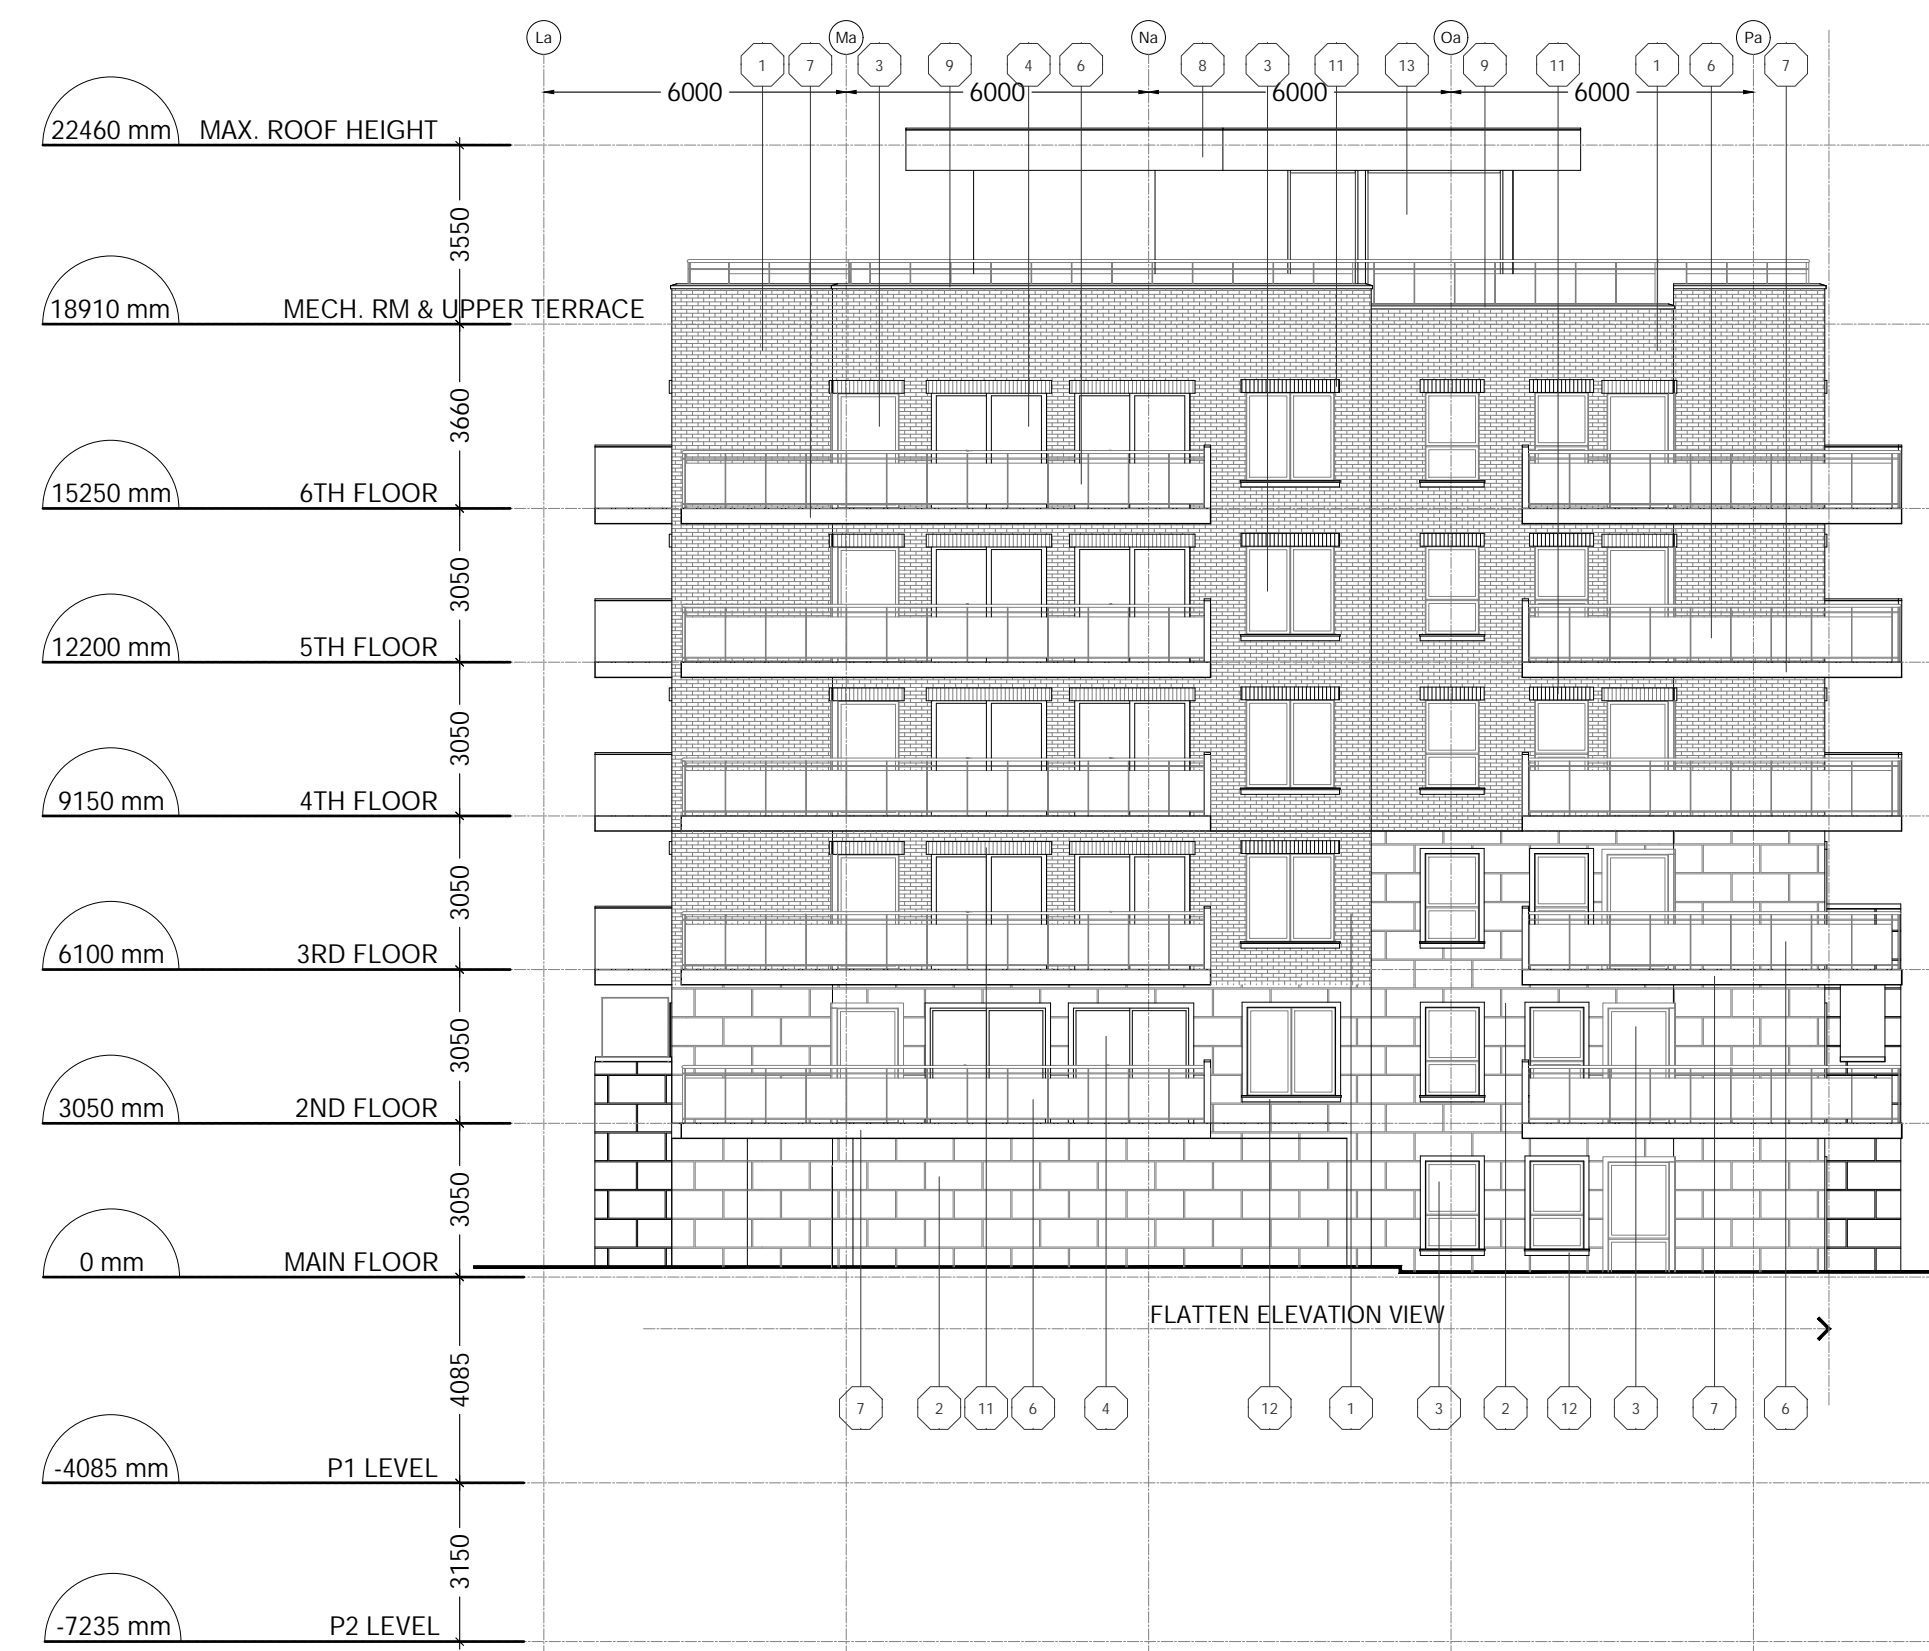 La Ma Na Oa Pa
1 7 3 9 4 6 8 3 11 13 9 11 1 6 7
6000 6000 6000 6000
22460 mm MAX. ROOF HEIGHT
3550
18910 mm MECH. RM & UPPER TERRACE
3660
15250 mm 6TH FLOOR
3050
12200 mm 5TH FLOOR
3050
9150 mm 4TH FLOOR
3050
6100 mm 3RD FLOOR
3050
3050 mm 2ND FLOOR
3050
0 mm MAIN FLOOR
FLATTEN ELEVATION VIEW
4085
7 2 11 6 4 12 1 3 2 12 3 7 6
-4085 mm P1 LEVEL
3150
-7235 mm P2 LEVEL